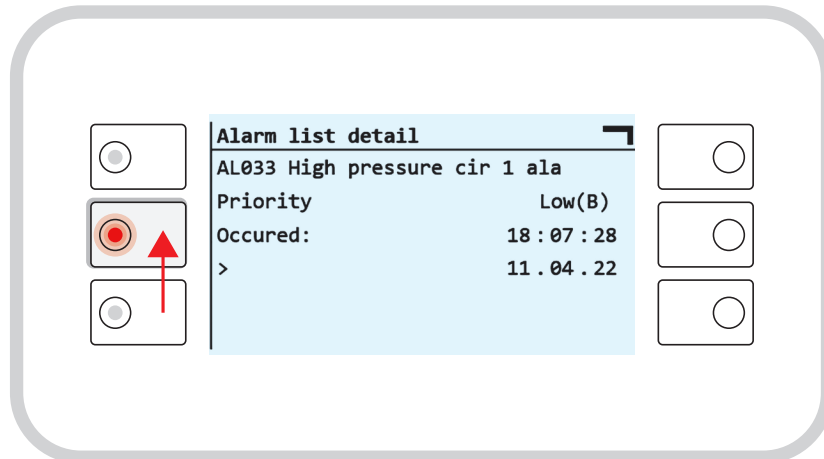 Alarm list detail
AL033 High pressure cir 1 ala
Priority Low(B)
Occured: 18:07:28
> 11.04.22